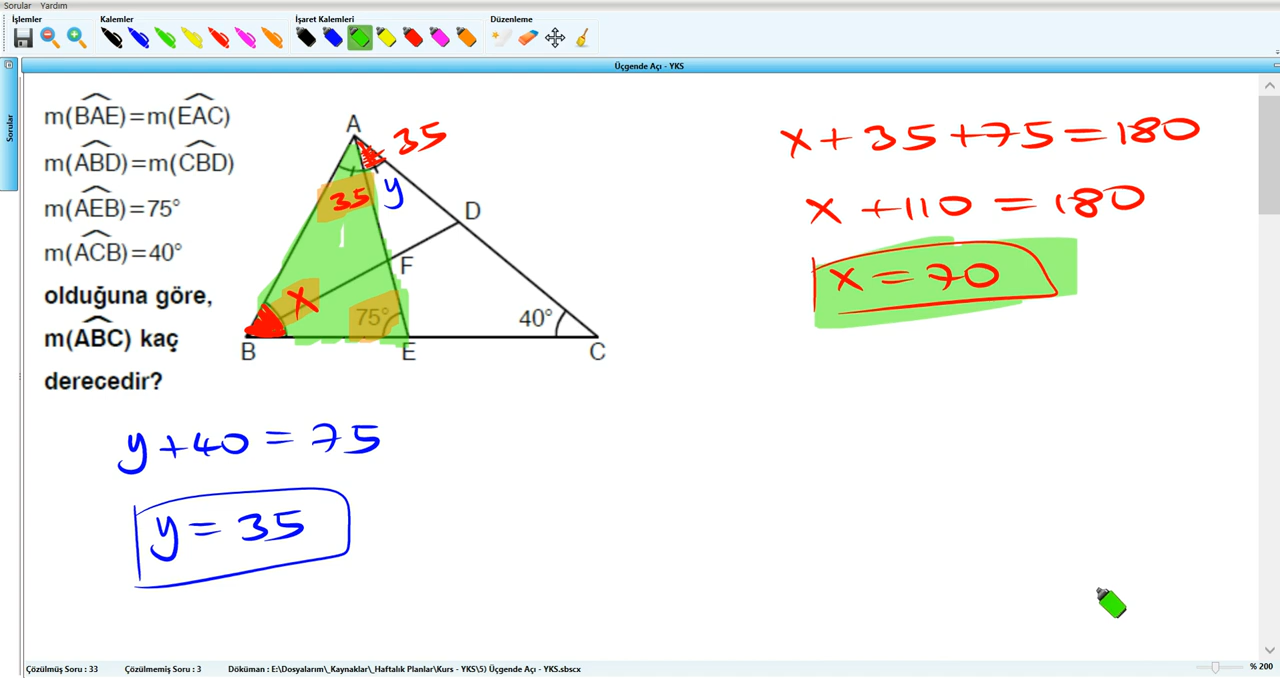 Sorular Yardım
İşlemler Kalemler İşaret Kalemleri Düzenleme
Üçgende Açı - YKS
Sorular
m(BAE)=m(EAC)
m(ABD)=m(CBD)
m(AEB)=75°
m(ACB)=40°
olduğuna göre,
m(ABC) kaç
derecedir?
A
35
35
y
D
F
x
75°
40°
B
E
C
y+40=75
y=35
x+35+75=180
x+110=180
x=70
Çözülmüş Soru : 33 Çözülmemiş Soru : 3 Döküman : E:\Dosyalarım\_Kaynaklar\_Haftalık Planlar\Kurs - YKS\5) Üçgende Açı - YKS.sbscx % 200